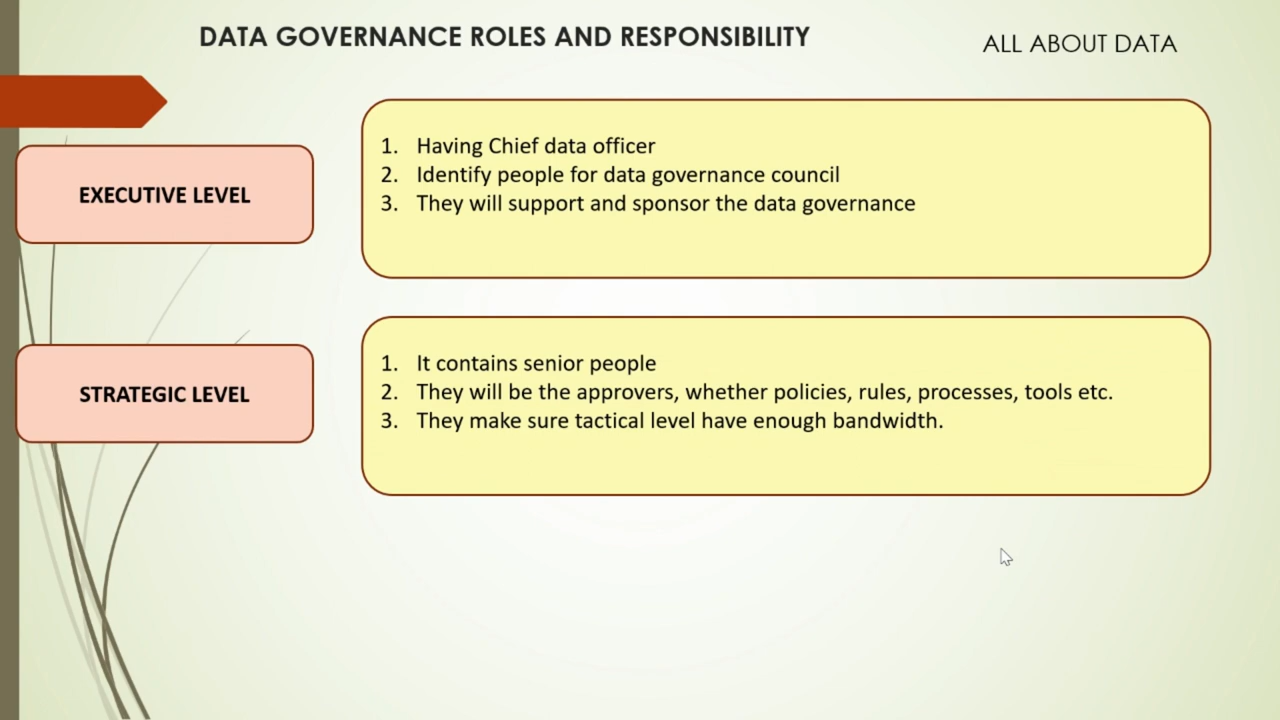 DATA GOVERNANCE ROLES AND RESPONSIBILITY
ALL ABOUT DATA
EXECUTIVE LEVEL
1. Having Chief data officer
2. Identify people for data governance council
3. They will support and sponsor the data governance
STRATEGIC LEVEL
1. It contains senior people
2. They will be the approvers, whether policies, rules, processes, tools etc.
3. They make sure tactical level have enough bandwidth.